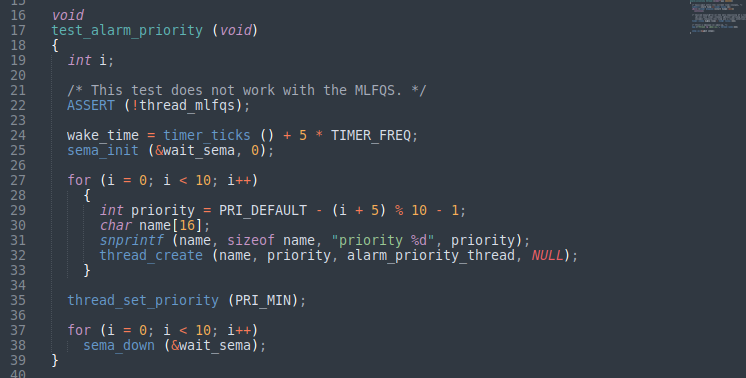 15
16 void
17 test_alarm_priority (void)
18 {
19 int i;
20
21 /* This test does not work with the MLFQS. */
22 ASSERT (!thread_mlfqs);
23
24 wake_time = timer_ticks () + 5 * TIMER_FREQ;
25 sema_init (&wait_sema, 0);
26
27 for (i = 0; i < 10; i++)
28 {
29 int priority = PRI_DEFAULT - (i + 5) % 10 - 1;
30 char name[16];
31 snprintf (name, sizeof name, "priority %d", priority);
32 thread_create (name, priority, alarm_priority_thread, NULL);
33 }
34
35 thread_set_priority (PRI_MIN);
36
37 for (i = 0; i < 10; i++)
38 sema_down (&wait_sema);
39 }
40